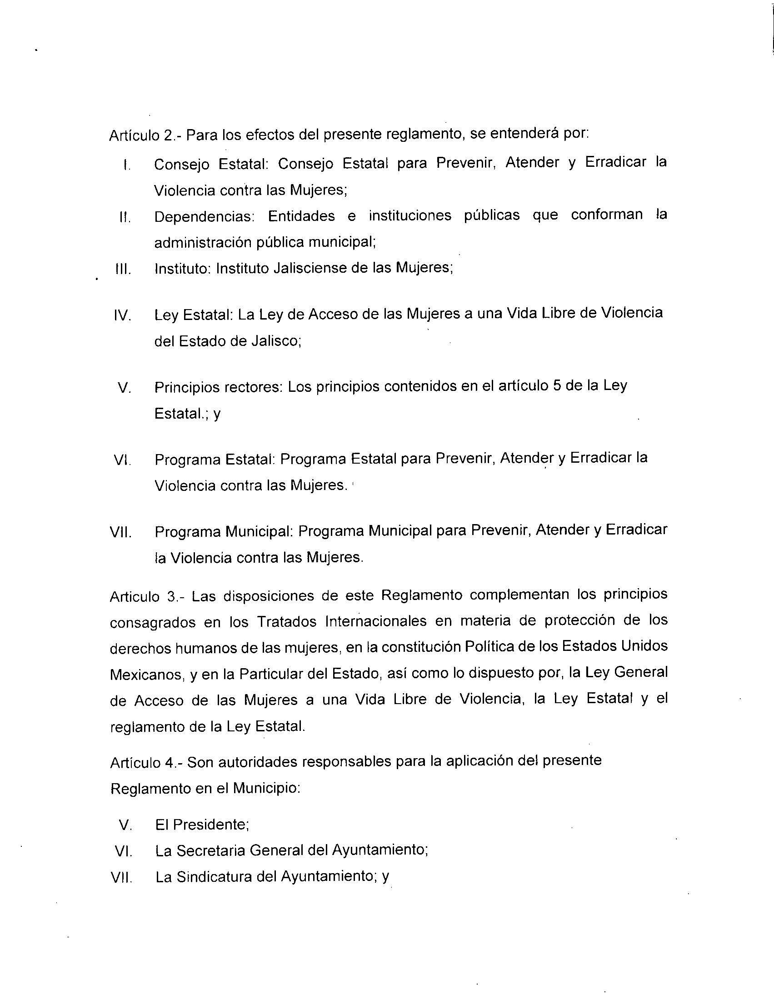 Artículo 2.- Para los efectos del presente reglamento, se entenderá por:
I. Consejo Estatal: Consejo Estatal para Prevenir, Atender y Erradicar la
Violencia contra las Mujeres;
II. Dependencias: Entidades e instituciones públicas que conforman la
administración pública municipal;
III. Instituto: Instituto Jalisciense de las Mujeres;
IV. Ley Estatal: La Ley de Acceso de las Mujeres a una Vida Libre de Violencia
del Estado de Jalisco;
V. Principios rectores: Los principios contenidos en el artículo 5 de la Ley
Estatal.; y
VI. Programa Estatal: Programa Estatal para Prevenir, Atender y Erradicar la
Violencia contra las Mujeres.
VII. Programa Municipal: Programa Municipal para Prevenir, Atender y Erradicar
la Violencia contra las Mujeres.
Articulo 3.- Las disposiciones de este Reglamento complementan los principios
consagrados en los Tratados Internacionales en materia de protección de los
derechos humanos de las mujeres, en la constitución Política de los Estados Unidos
Mexicanos, y en la Particular del Estado, así como lo dispuesto por, la Ley General
de Acceso de las Mujeres a una Vida Libre de Violencia, la Ley Estatal y el
reglamento de la Ley Estatal.
Artículo 4.- Son autoridades responsables para la aplicación del presente
Reglamento en el Municipio:
V. El Presidente;
VI. La Secretaria General del Ayuntamiento;
VII. La Sindicatura del Ayuntamiento; y